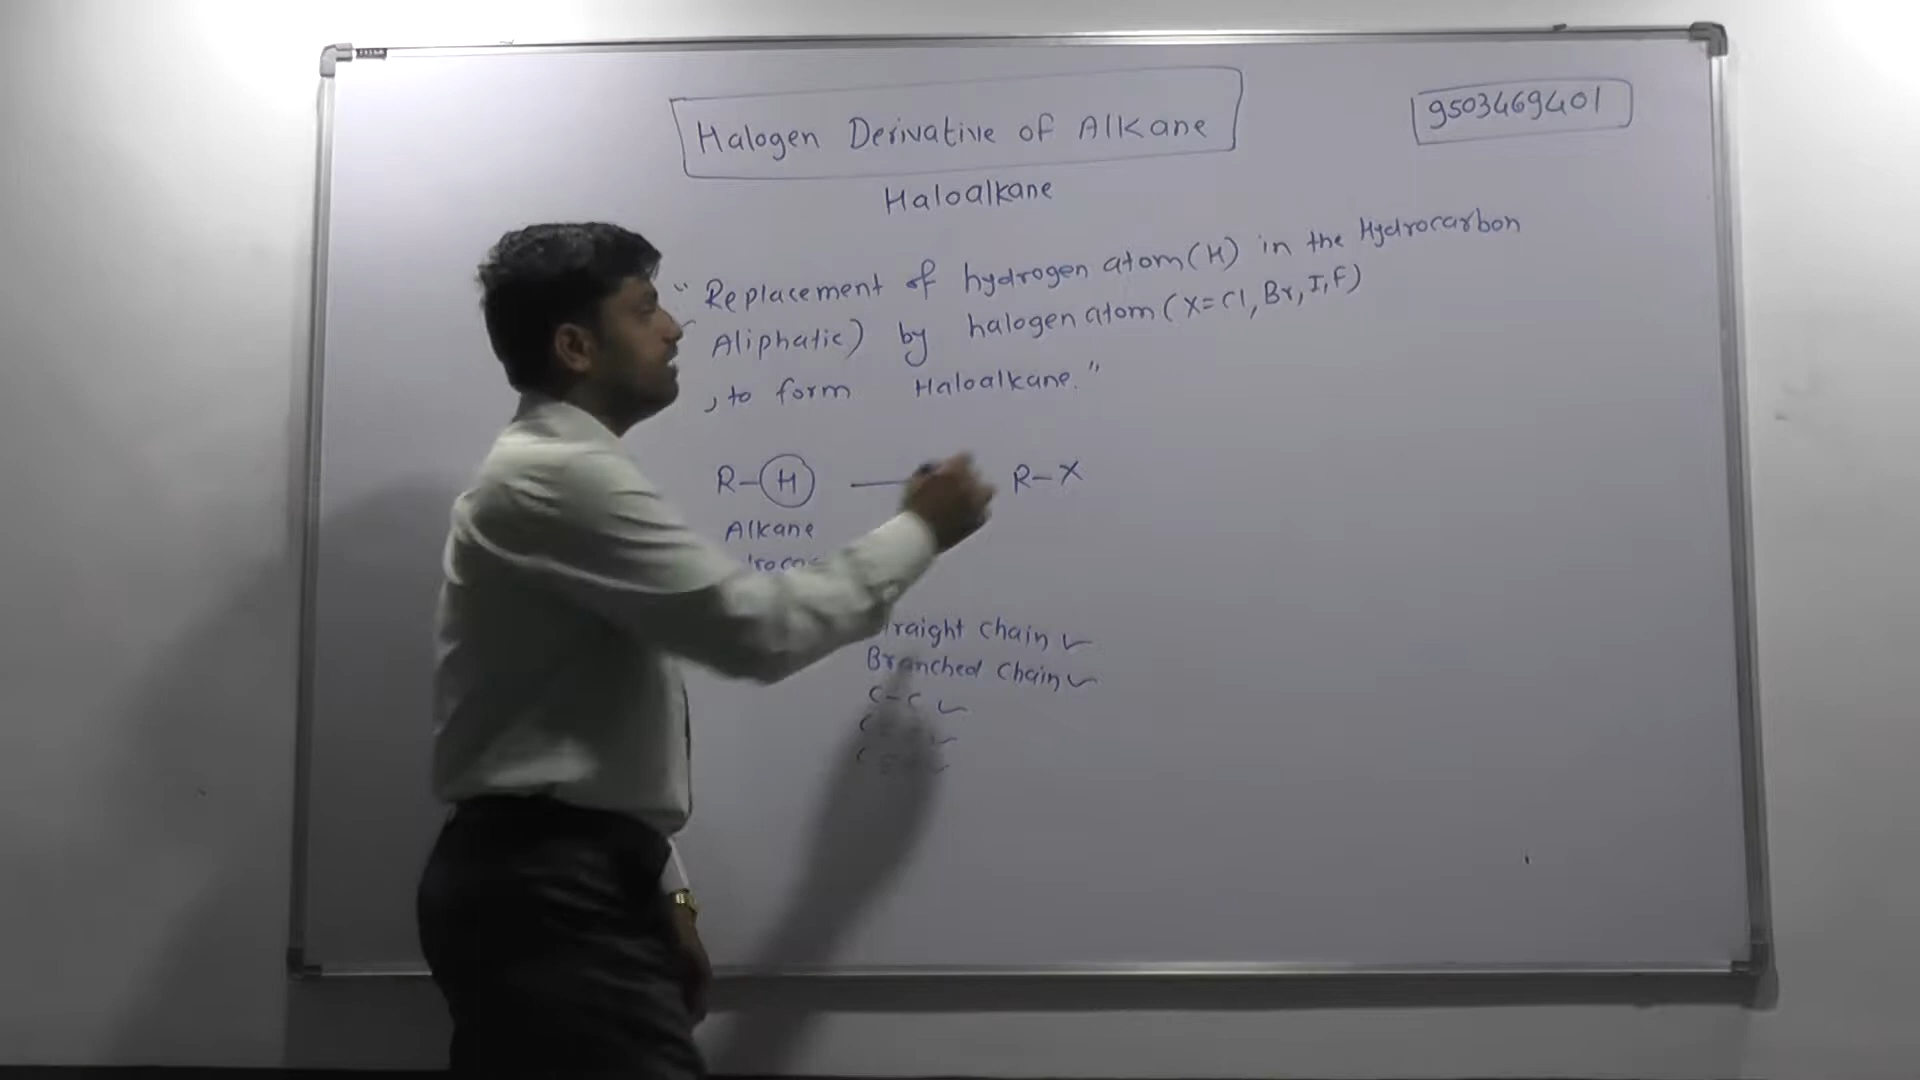 Halogen Derivative of Alkane
9503469401
Haloalkane
" Replacement of hydrogen atom (H) in the Hydrocarbon
Aliphatic) by halogen atom (X=Cl, Br, I, F)
, to form Haloalkane."
R-H — R-X
Alkane
raight chain ✓
Branched chain ✓
C-C ✓